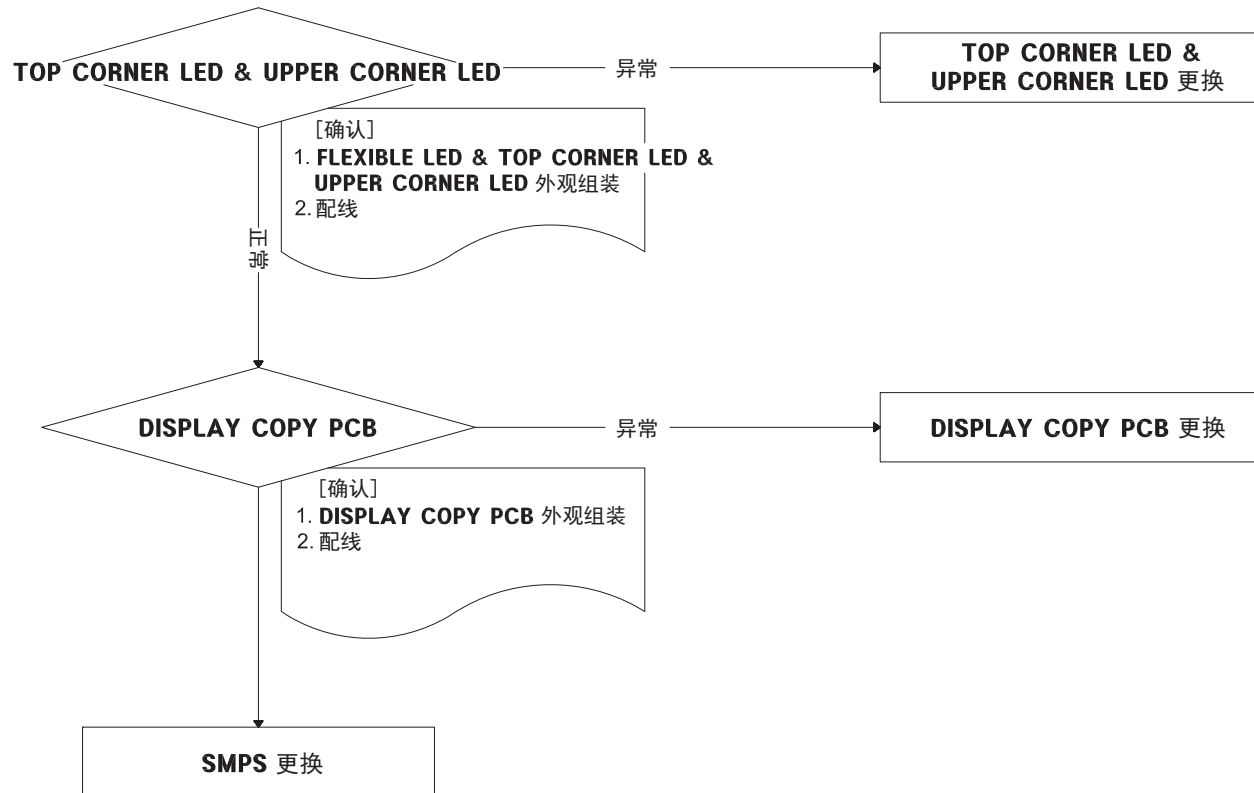 TOP CORNER LED & UPPER CORNER LED
异常
TOP CORNER LED &
UPPER CORNER LED 更换
[确认]
1. FLEXIBLE LED & TOP CORNER LED &
UPPER CORNER LED 外观组装
2. 配线
正常
DISPLAY COPY PCB
异常
DISPLAY COPY PCB 更换
[确认]
1. DISPLAY COPY PCB 外观组装
2. 配线
SMPS 更换